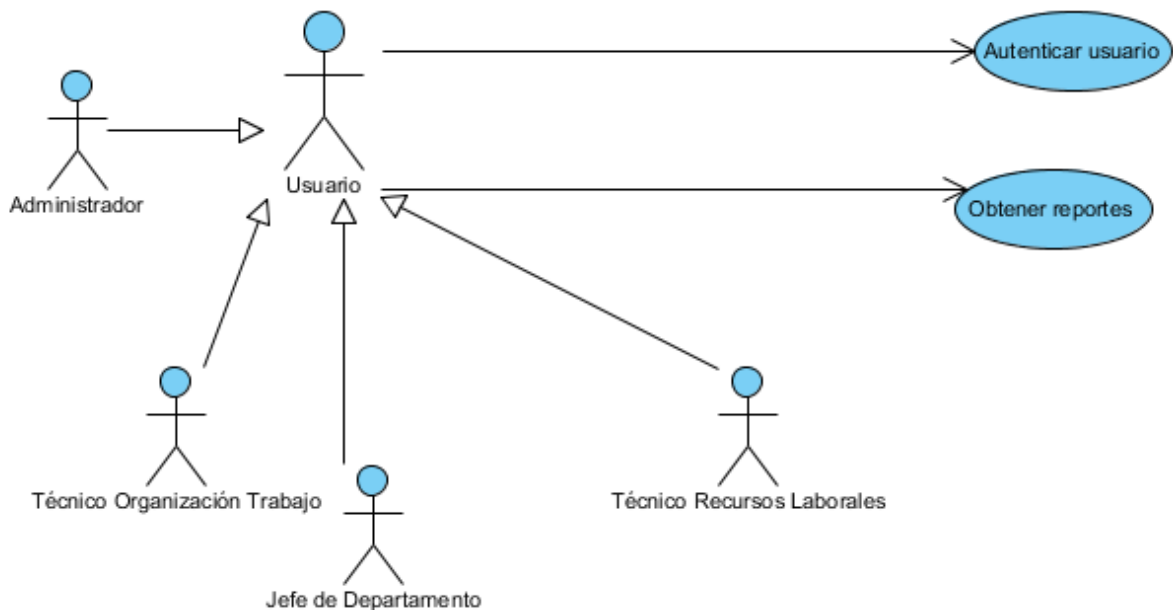 Autenticar usuario
Usuario
Administrador
Obtener reportes
Técnico Organización Trabajo
Técnico Recursos Laborales
Jefe de Departamento